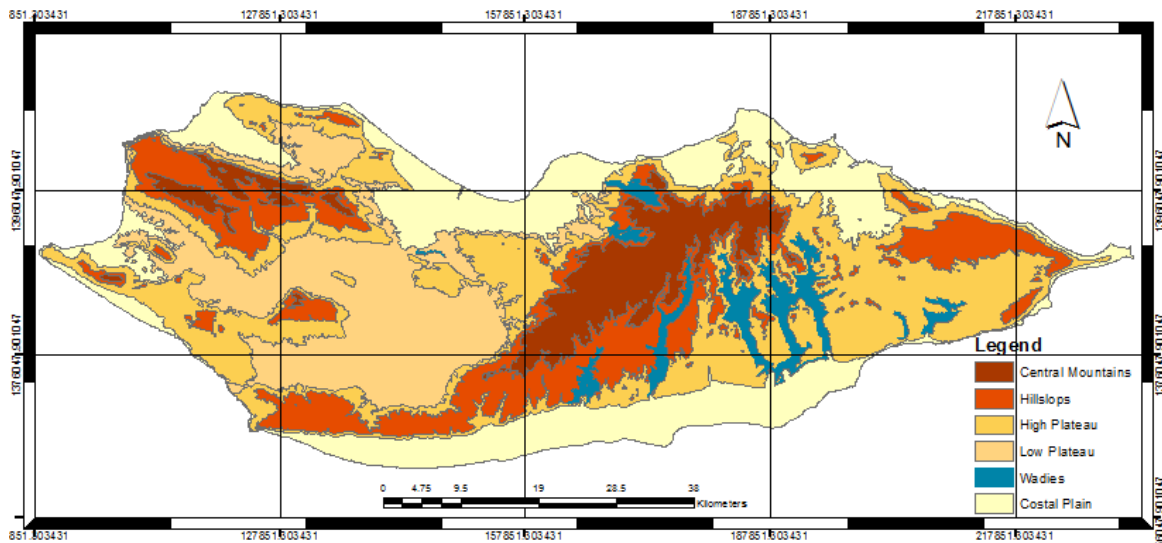 851.303431
127851.303431
157851.303431
187851.303431
217851.303431
N
Legend
Central Mountains
Hillslops
High Plateau
Low Plateau
Wadies
Costal Plain
0 4.75 9.5 19 28.5 38
Kilometers
851.303431
127851.303431
157851.303431
187851.303431
217851.303431